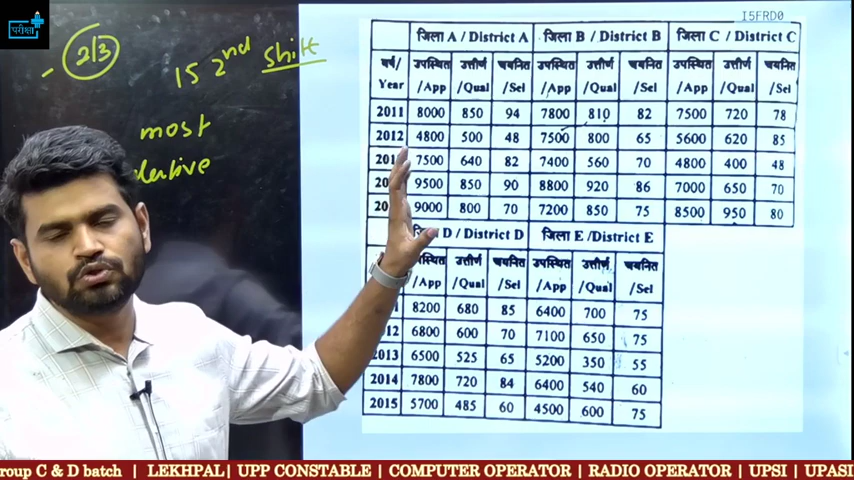 परीक्षा
I5FRD0
- 2/3
15 2nd Shift
most
जिला A / District A जिला B / District B जिला C / District C
वर्ष/ Year उपस्थित /App उत्तीर्ण /Qual चयनित /Sel उपस्थित /App उत्तीर्ण /Qual चयनित /Sel उपस्थित /App उत्तीर्ण /Qual चयनित /Sel
2011 8000 850 94 7800 810 82 7500 720 78
2012 4800 500 48 7500 800 65 5600 620 85
201 7500 640 82 7400 560 70 4800 400 48
20 9500 850 90 8800 920 86 7000 650 70
20 9000 800 70 7200 850 75 8500 950 80
D / District D जिला E /District E
उपस्थित /App उत्तीर्ण /Qual चयनित /Sel उपस्थित /App उत्तीर्ण /Qual चयनित /Sel
1 8200 680 85 6400 700 75
12 6800 600 70 7100 650 75
2013 6500 525 65 5200 350 55
2014 7800 720 84 6400 540 60
2015 5700 485 60 4500 600 75
roup C & D batch | LEKHPAL| UPP CONSTABLE | COMPUTER OPERATOR | RADIO OPERATOR | UPSI | UPASI